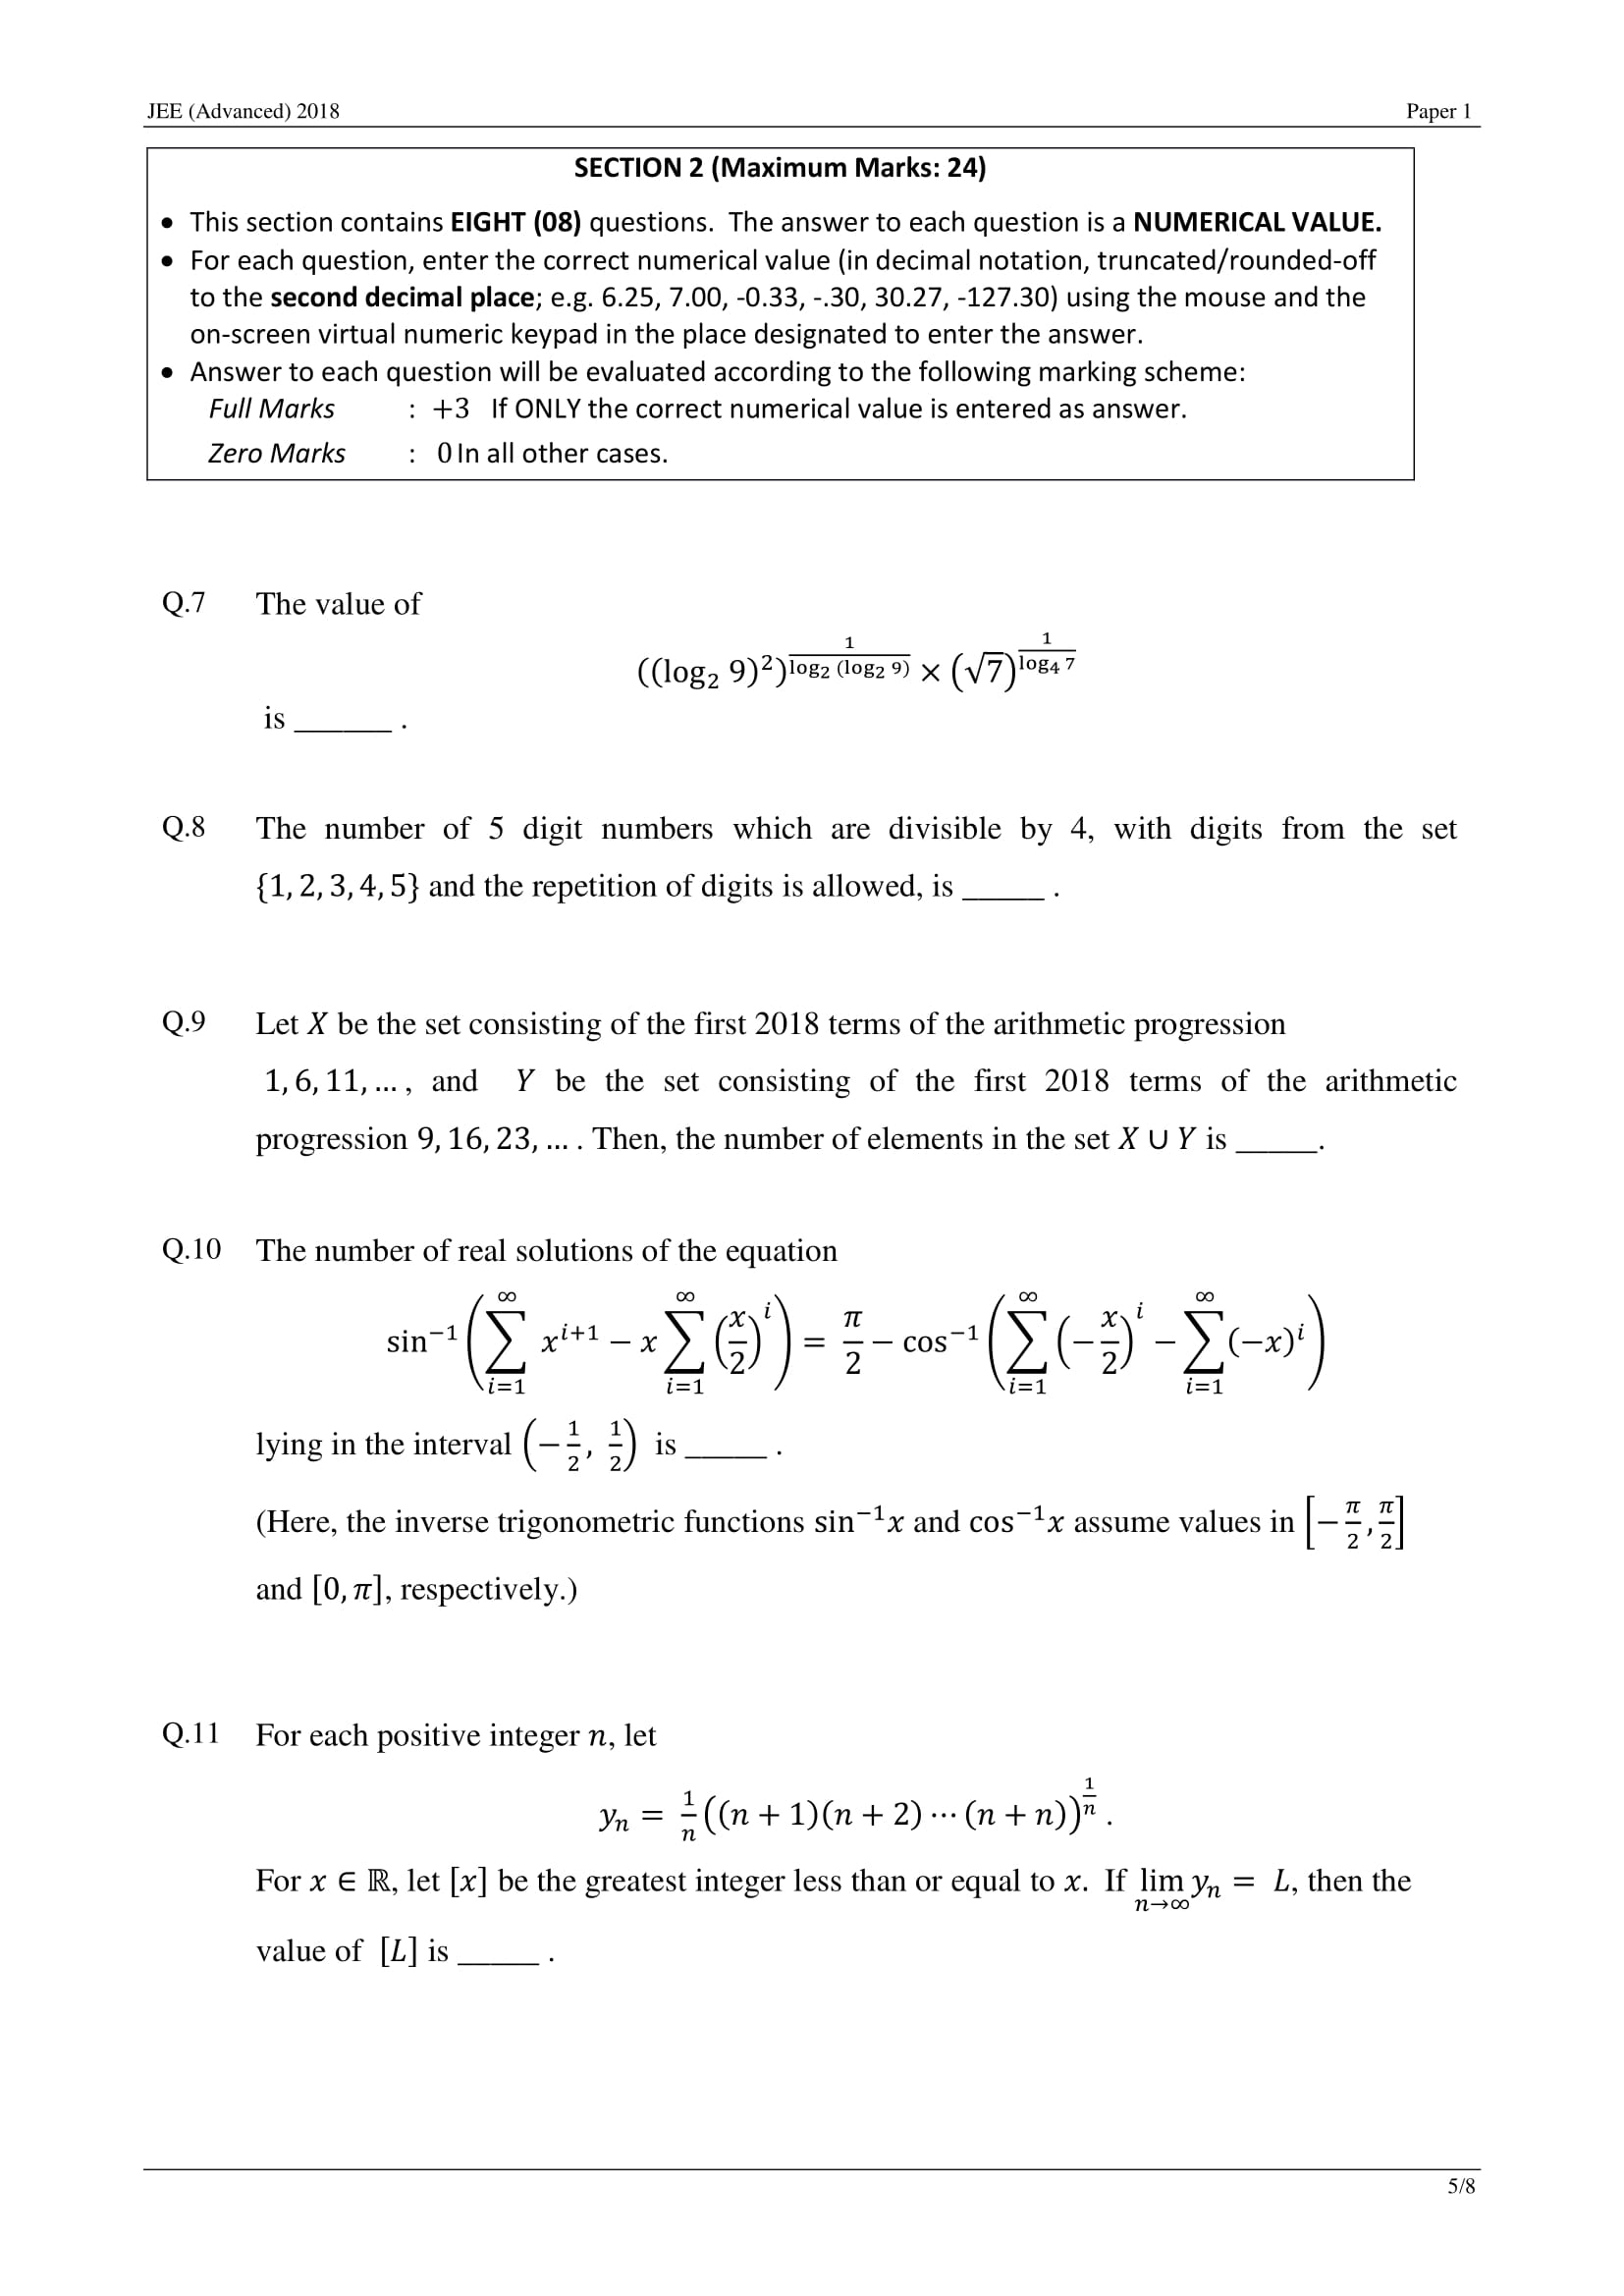 JEE (Advanced) 2018 Paper 1
SECTION 2 (Maximum Marks: 24)
• This section contains EIGHT (08) questions. The answer to each question is a NUMERICAL VALUE.
• For each question, enter the correct numerical value (in decimal notation, truncated/rounded-off
to the second decimal place; e.g. 6.25, 7.00, -0.33, -.30, 30.27, -127.30) using the mouse and the
on-screen virtual numeric keypad in the place designated to enter the answer.
• Answer to each question will be evaluated according to the following marking scheme:
Full Marks : +3 If ONLY the correct numerical value is entered as answer.
Zero Marks : 0 In all other cases.
Q.7 The value of
$((\log_2 9)^2)^{\frac{1}{\log_2 (\log_2 9)}} \times (\sqrt{7})^{\frac{1}{\log_4 7}}$
is ______ .
Q.8 The number of 5 digit numbers which are divisible by 4, with digits from the set
{1, 2, 3, 4, 5} and the repetition of digits is allowed, is _____ .
Q.9 Let X be the set consisting of the first 2018 terms of the arithmetic progression
1, 6, 11, … , and Y be the set consisting of the first 2018 terms of the arithmetic
progression 9, 16, 23, … . Then, the number of elements in the set X ∪ Y is _____.
Q.10 The number of real solutions of the equation
$\sin^{-1}\left(\sum_{i=1}^{\infty} x^{i+1} - x \sum_{i=1}^{\infty} \left(\frac{x}{2}\right)^i\right) = \frac{\pi}{2} - \cos^{-1}\left(\sum_{i=1}^{\infty} \left(-\frac{x}{2}\right)^i - \sum_{i=1}^{\infty} (-x)^i\right)$
lying in the interval $\left(-\frac{1}{2}, \frac{1}{2}\right)$ is _____ .
(Here, the inverse trigonometric functions $\sin^{-1}x$ and $\cos^{-1}x$ assume values in $\left[-\frac{\pi}{2}, \frac{\pi}{2}\right]$
and [0, π], respectively.)
Q.11 For each positive integer n, let
$y_n = \frac{1}{n}((n + 1)(n + 2) \cdots (n + n))^{\frac{1}{n}}$ .
For x ∈ ℝ, let [x] be the greatest integer less than or equal to x. If $\lim_{n \to \infty} y_n = L$, then the
value of [L] is _____ .
5/8